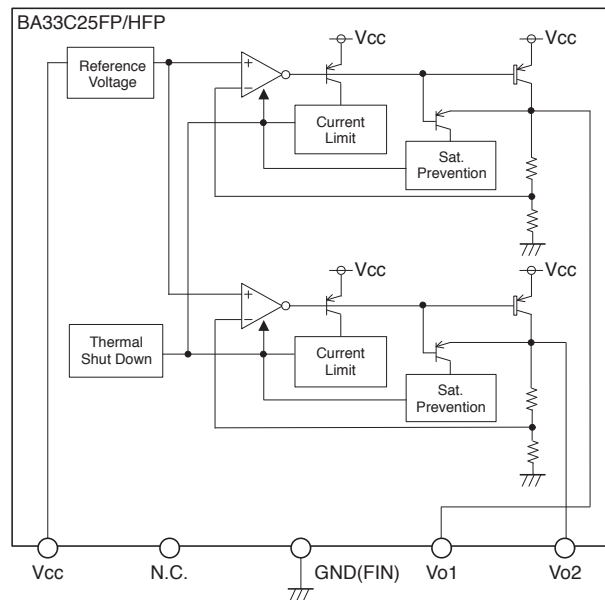 BA33C25FP/HFP
Vcc
Vcc
Reference
Voltage
+
−
Current
Limit
Sat.
Prevention
Vcc
Vcc
+
−
Thermal
Shut Down
Current
Limit
Sat.
Prevention
Vcc
N.C.
GND(FIN)
Vo1
Vo2